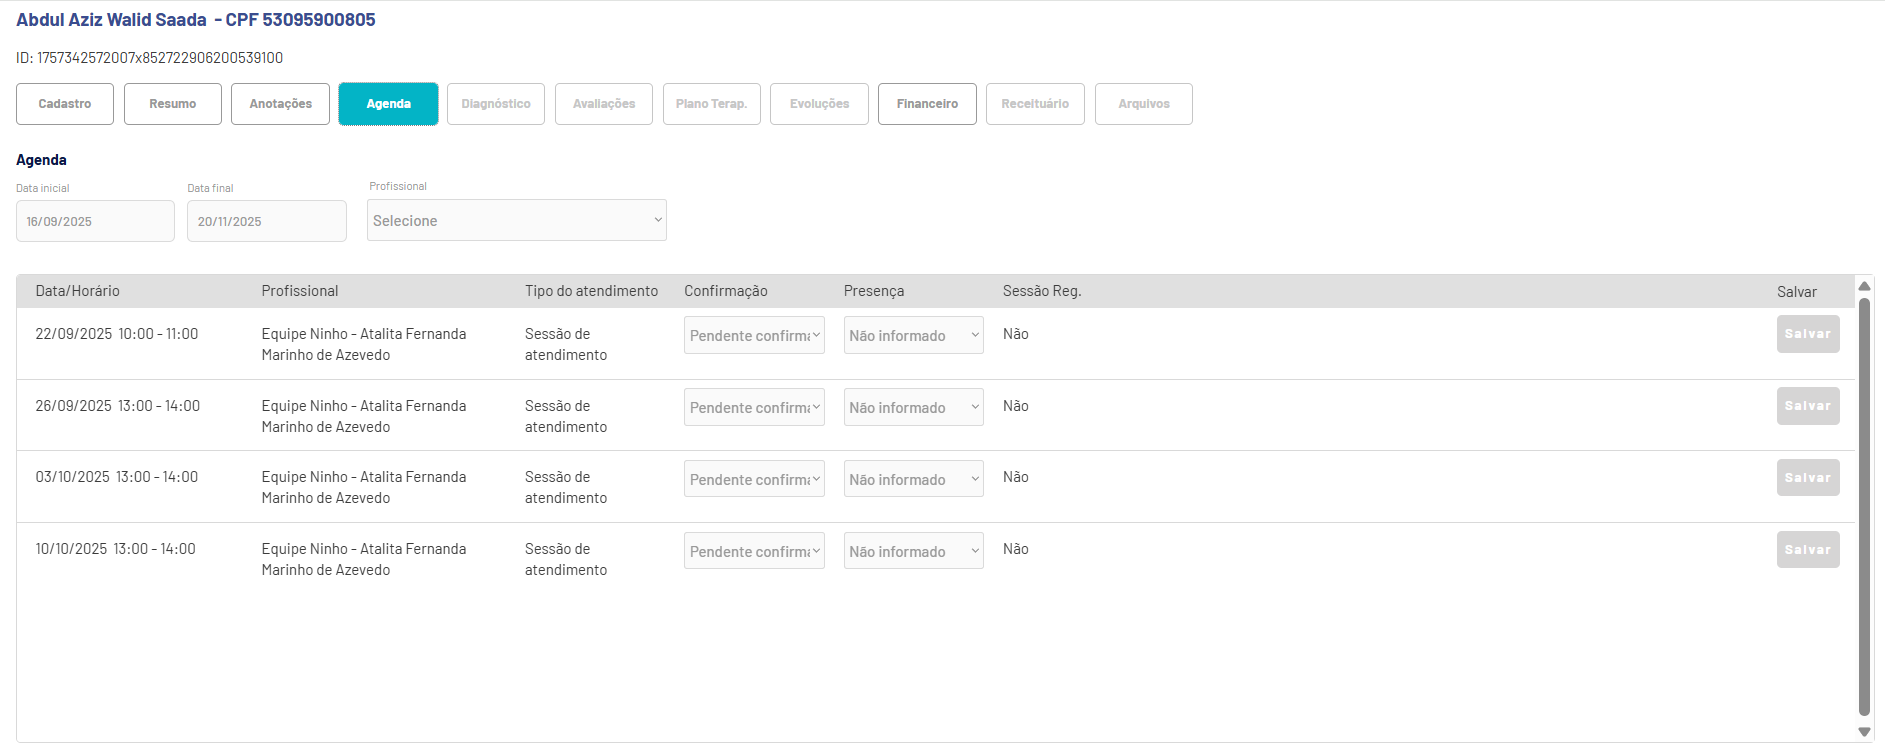 Abdul Aziz Walid Saada - CPF 53095900805
ID: 1757342572007x852722906200539100
Cadastro Resumo Anotações Agenda Diagnóstico Avaliações Plano Terap. Evoluções Financeiro Receituário Arquivos
Agenda
Data inicial Data final Profissional
16/09/2025 20/11/2025 Selecione
Data/Horário Profissional Tipo do atendimento Confirmação Presença Sessão Reg. Salvar
22/09/2025 10:00 - 11:00 Equipe Ninho - Atalita Fernanda Sessão de Pendente confirma Não informado Não Salvar
Marinho de Azevedo atendimento
26/09/2025 13:00 - 14:00 Equipe Ninho - Atalita Fernanda Sessão de Pendente confirma Não informado Não Salvar
Marinho de Azevedo atendimento
03/10/2025 13:00 - 14:00 Equipe Ninho - Atalita Fernanda Sessão de Pendente confirma Não informado Não Salvar
Marinho de Azevedo atendimento
10/10/2025 13:00 - 14:00 Equipe Ninho - Atalita Fernanda Sessão de Pendente confirma Não informado Não Salvar
Marinho de Azevedo atendimento